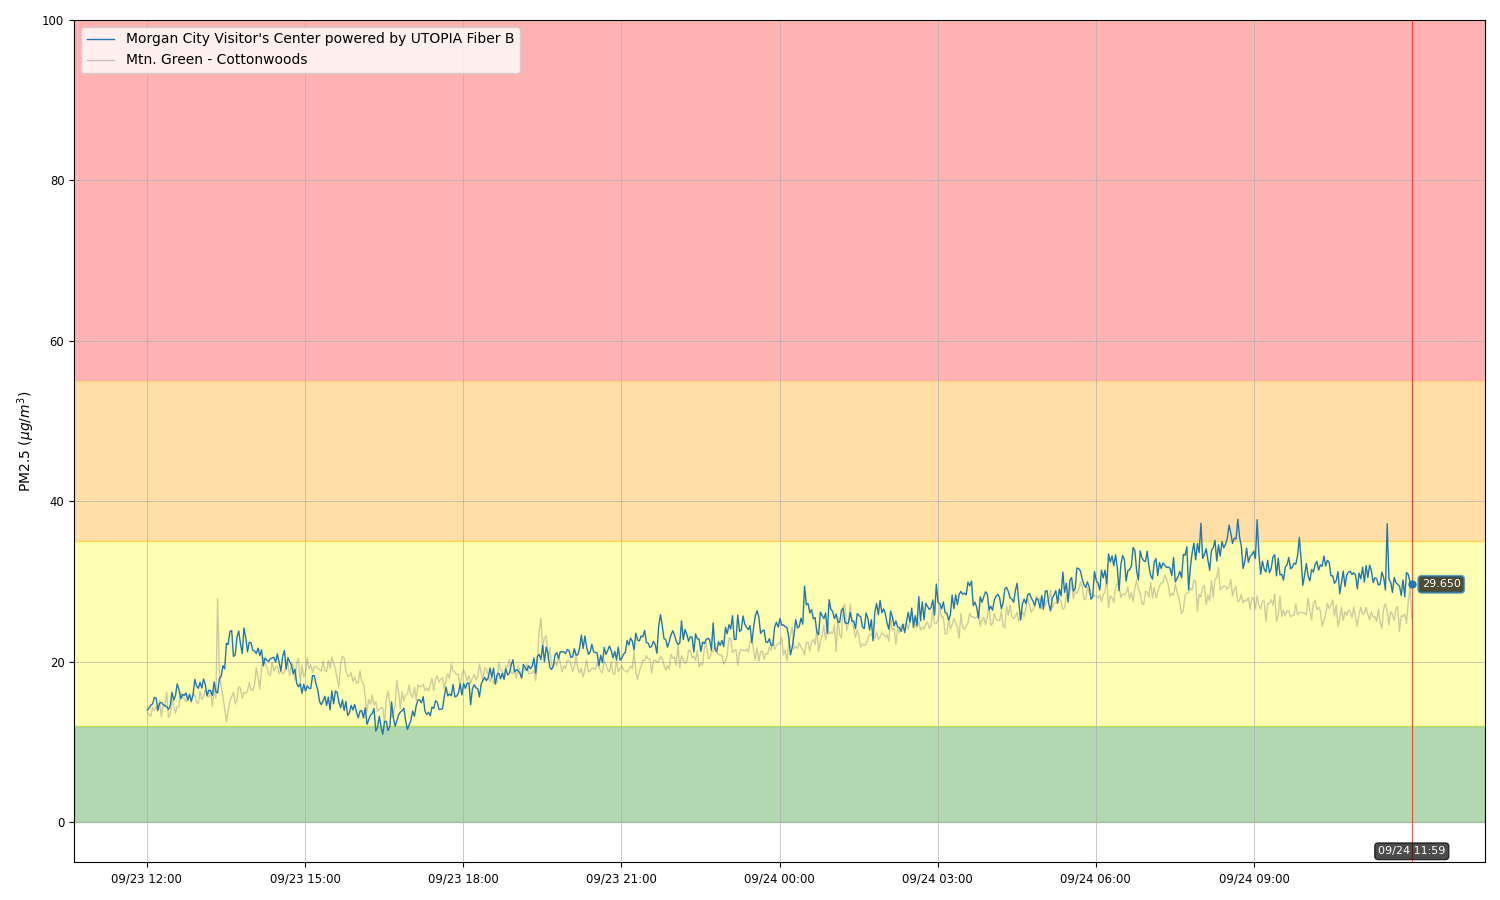 100
Morgan City Visitor's Center powered by UTOPIA Fiber B
Mtn. Green - Cottonwoods
80
60
PM2.5 (μg/m³)
40
29.650
20
0
09/24 11:59
09/23 12:00 09/23 15:00 09/23 18:00 09/23 21:00 09/24 00:00 09/24 03:00 09/24 06:00 09/24 09:00